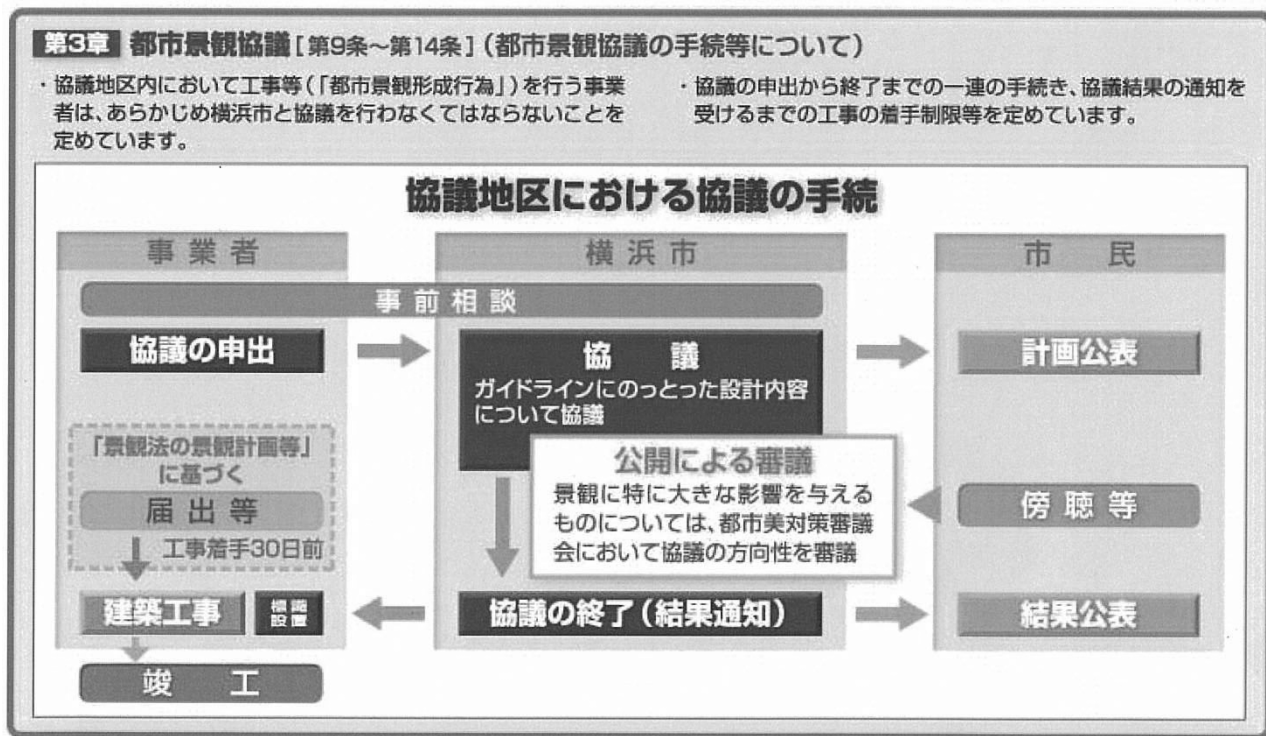 第3章 都市景観協議[第9条～第14条](都市景観協議の手続等について)
・協議地区内において工事等(「都市景観形成行為」)を行う事業
者は、あらかじめ横浜市と協議を行わなくてはならないことを
定めています。
・協議の申出から終了までの一連の手続き、協議結果の通知を
受けるまでの工事の着手制限等を定めています。
協議地区における協議の手続
事業者
横浜市
市 民
事前相談
協議の申出
協 議
ガイドラインにのっとった設計内容
について協議
計画公表
「景観法の景観計画等」
に基づく
届出等
工事着手30日前
公開による審議
景観に特に大きな影響を与える
ものについては、都市美対策審議
会において協議の方向性を審議
傍聴等
建築工事
標識
設置
協議の終了(結果通知)
結果公表
竣 工